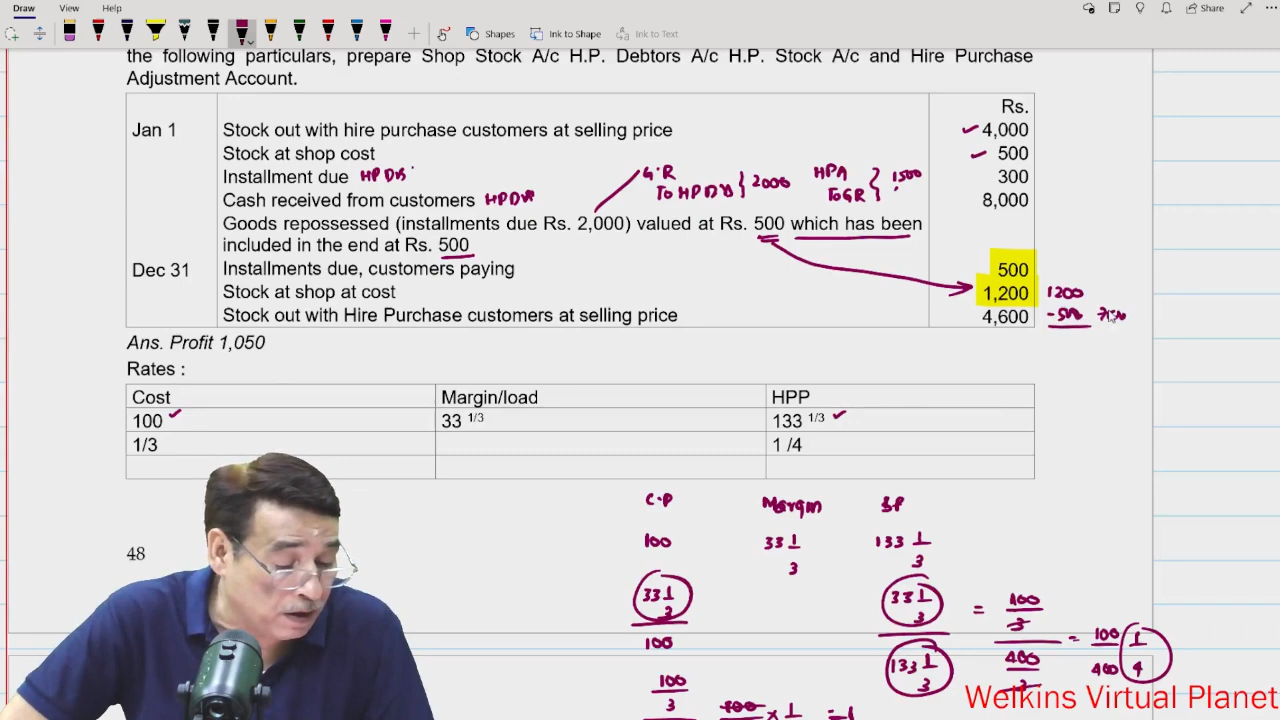 Draw View Help
Shapes Ink to Shape Ink to Text Share
the following particulars, prepare Shop Stock A/c H.P. Debtors A/c H.P. Stock A/c and Hire Purchase
Adjustment Account.
Rs.
Jan 1 Stock out with hire purchase customers at selling price 4,000
Stock at shop cost 500
Installment due HPDrs G.R To HPDrs } 2000 HPA To GR } 1500 300
Cash received from customers HPDrs 8,000
Goods repossessed (installments due Rs. 2,000) valued at Rs. 500 which has been
included in the end at Rs. 500
Dec 31 Installments due, customers paying 500
Stock at shop at cost 1,200 1200
Stock out with Hire Purchase customers at selling price 4,600 -500
Ans. Profit 1,050
Rates :
Cost Margin/load HPP
100 33 1/3 133 1/3
1/3 1 /4
C.P Margin S.P
48
100 33 1/3 133 1/3
33 1/3 33 1/3 = 100/3
100 133 1/3 400/3 = 100/400 1/4
100/3 × 1
Welkins Virtual Planet